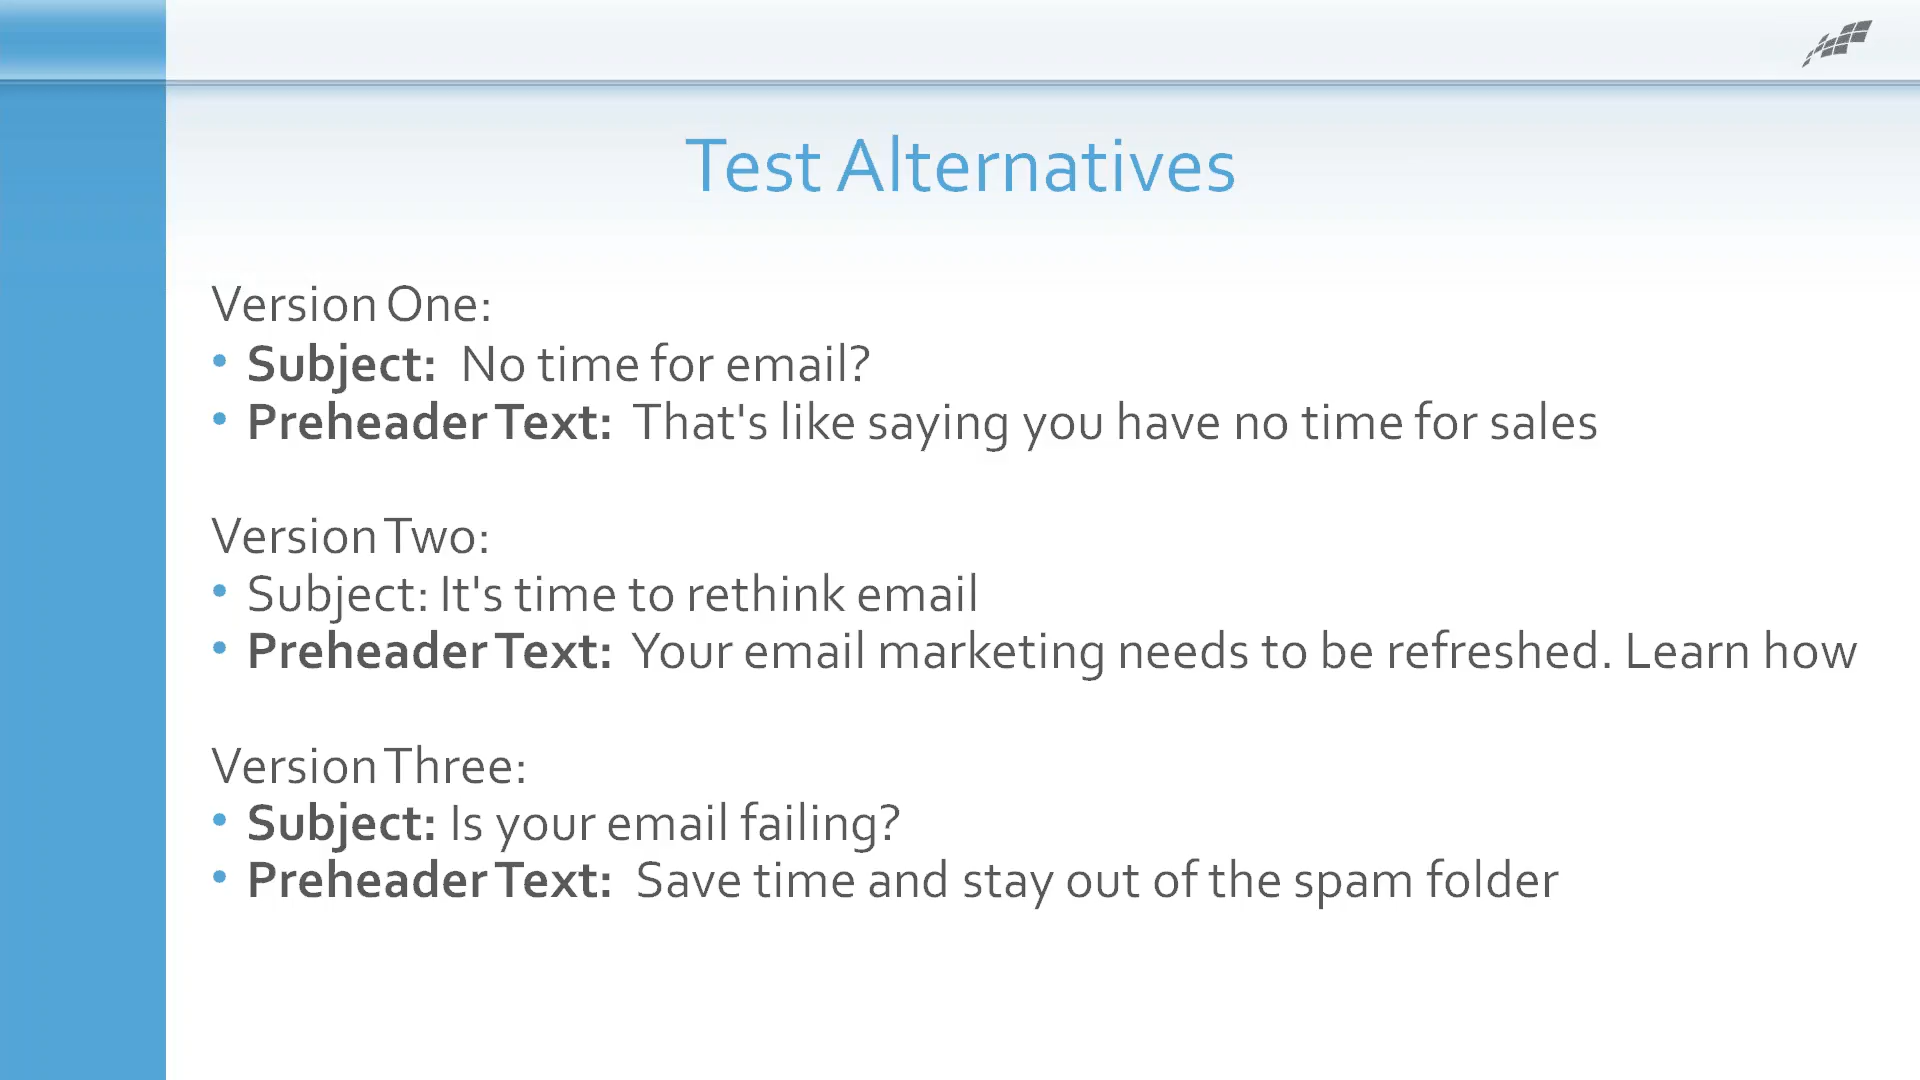 Test Alternatives
Version One:
• Subject: No time for email?
• Preheader Text: That's like saying you have no time for sales
Version Two:
• Subject: It's time to rethink email
• Preheader Text: Your email marketing needs to be refreshed. Learn how
Version Three:
• Subject: Is your email failing?
• Preheader Text: Save time and stay out of the spam folder